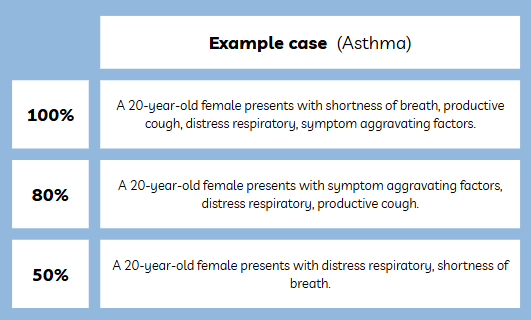 Example case (Asthma)
100%
A 20-year-old female presents with shortness of breath, productive
cough, distress respiratory, symptom aggravating factors.
80%
A 20-year-old female presents with symptom aggravating factors,
distress respiratory, productive cough.
50%
A 20-year-old female presents with distress respiratory, shortness of
breath.